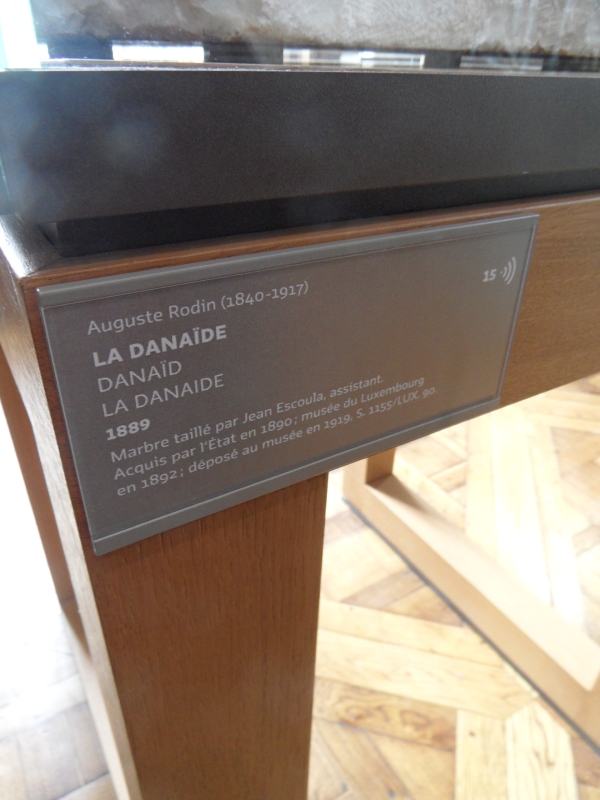 15
Auguste Rodin (1840-1917)
LA DANAÏDE
DANAÏD
LA DANAIDE
1889
Marbre taillé par Jean Escoula, assistant.
Acquis par l'État en 1890 ; musée du Luxembourg
en 1892 ; déposé au musée en 1919, S. 1155/LUX. 90.